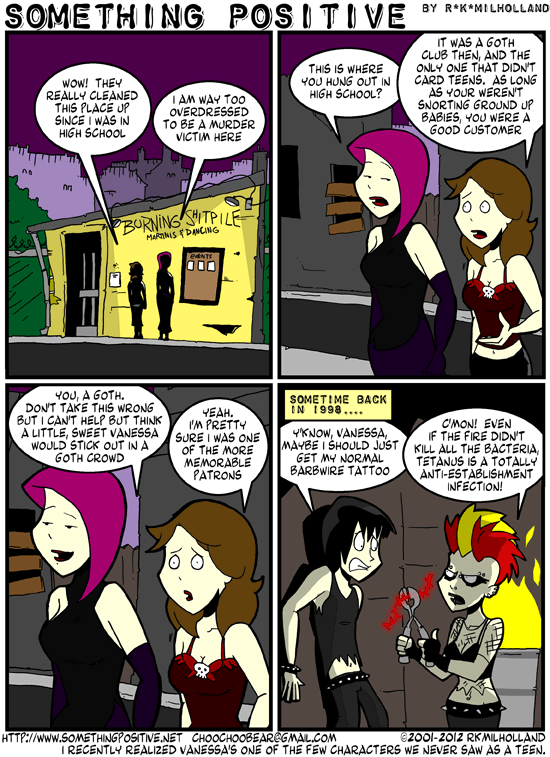 SOMETHING POSITIVE
BY R*K*MILHOLLAND
WOW! THEY
REALLY CLEANED
THIS PLACE UP
SINCE I WAS IN
HIGH SCHOOL
I AM WAY TOO
OVERDRESSED
TO BE A MURDER
VICTIM HERE
BURNING SHITPILE
MARTINIS & DANCING
EVENTS
THIS IS WHERE
YOU HUNG OUT IN
HIGH SCHOOL?
IT WAS A GOTH
CLUB THEN, AND THE
ONLY ONE THAT DIDN'T
CARD TEENS. AS LONG
AS YOUR WEREN'T
SNORTING GROUND UP
BABIES, YOU WERE A
GOOD CUSTOMER
YOU, A GOTH.
DON'T TAKE THIS WRONG
BUT I CAN'T HELP BUT THINK
A LITTLE, SWEET VANESSA
WOULD STICK OUT IN A
GOTH CROWD
YEAH.
I'M PRETTY
SURE I WAS ONE
OF THE MORE
MEMORABLE
PATRONS
SOMETIME BACK
IN 1998....
Y'KNOW, VANESSA,
MAYBE I SHOULD JUST
GET MY NORMAL
BARBWIRE TATTOO
C'MON! EVEN
IF THE FIRE DIDN'T
KILL ALL THE BACTERIA,
TETANUS IS A TOTALLY
ANTI-ESTABLISHMENT
INFECTION!
HTTP://WWW.SOMETHINGPOSITIVE.NET CHOOCHOOBEAR@GMAIL.COM ©2001-2012 RKMILHOLLAND
I RECENTLY REALIZED VANESSA'S ONE OF THE FEW CHARACTERS WE NEVER SAW AS A TEEN.